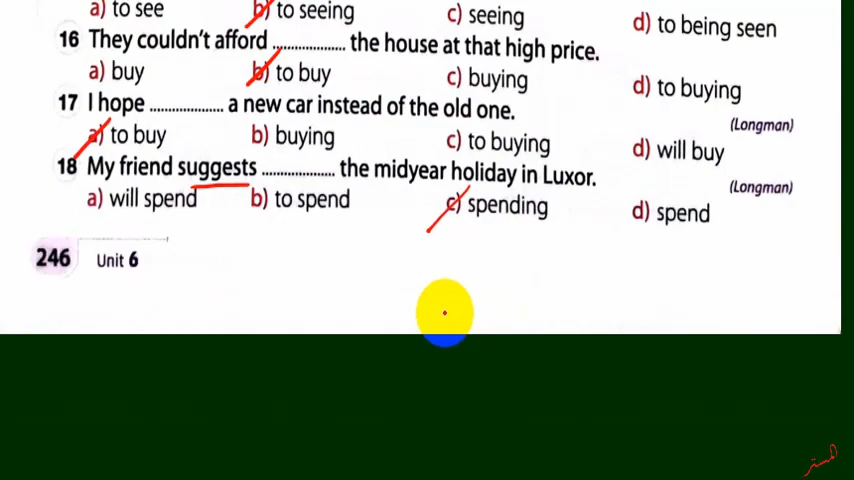 a) to see b) to seeing c) seeing d) to being seen
16 They couldn't afford .................... the house at that high price.
a) buy b) to buy c) buying d) to buying
17 I hope .................... a new car instead of the old one. (Longman)
a) to buy b) buying c) to buying d) will buy
18 My friend suggests .................... the midyear holiday in Luxor. (Longman)
a) will spend b) to spend c) spending d) spend
246 Unit 6
المستر